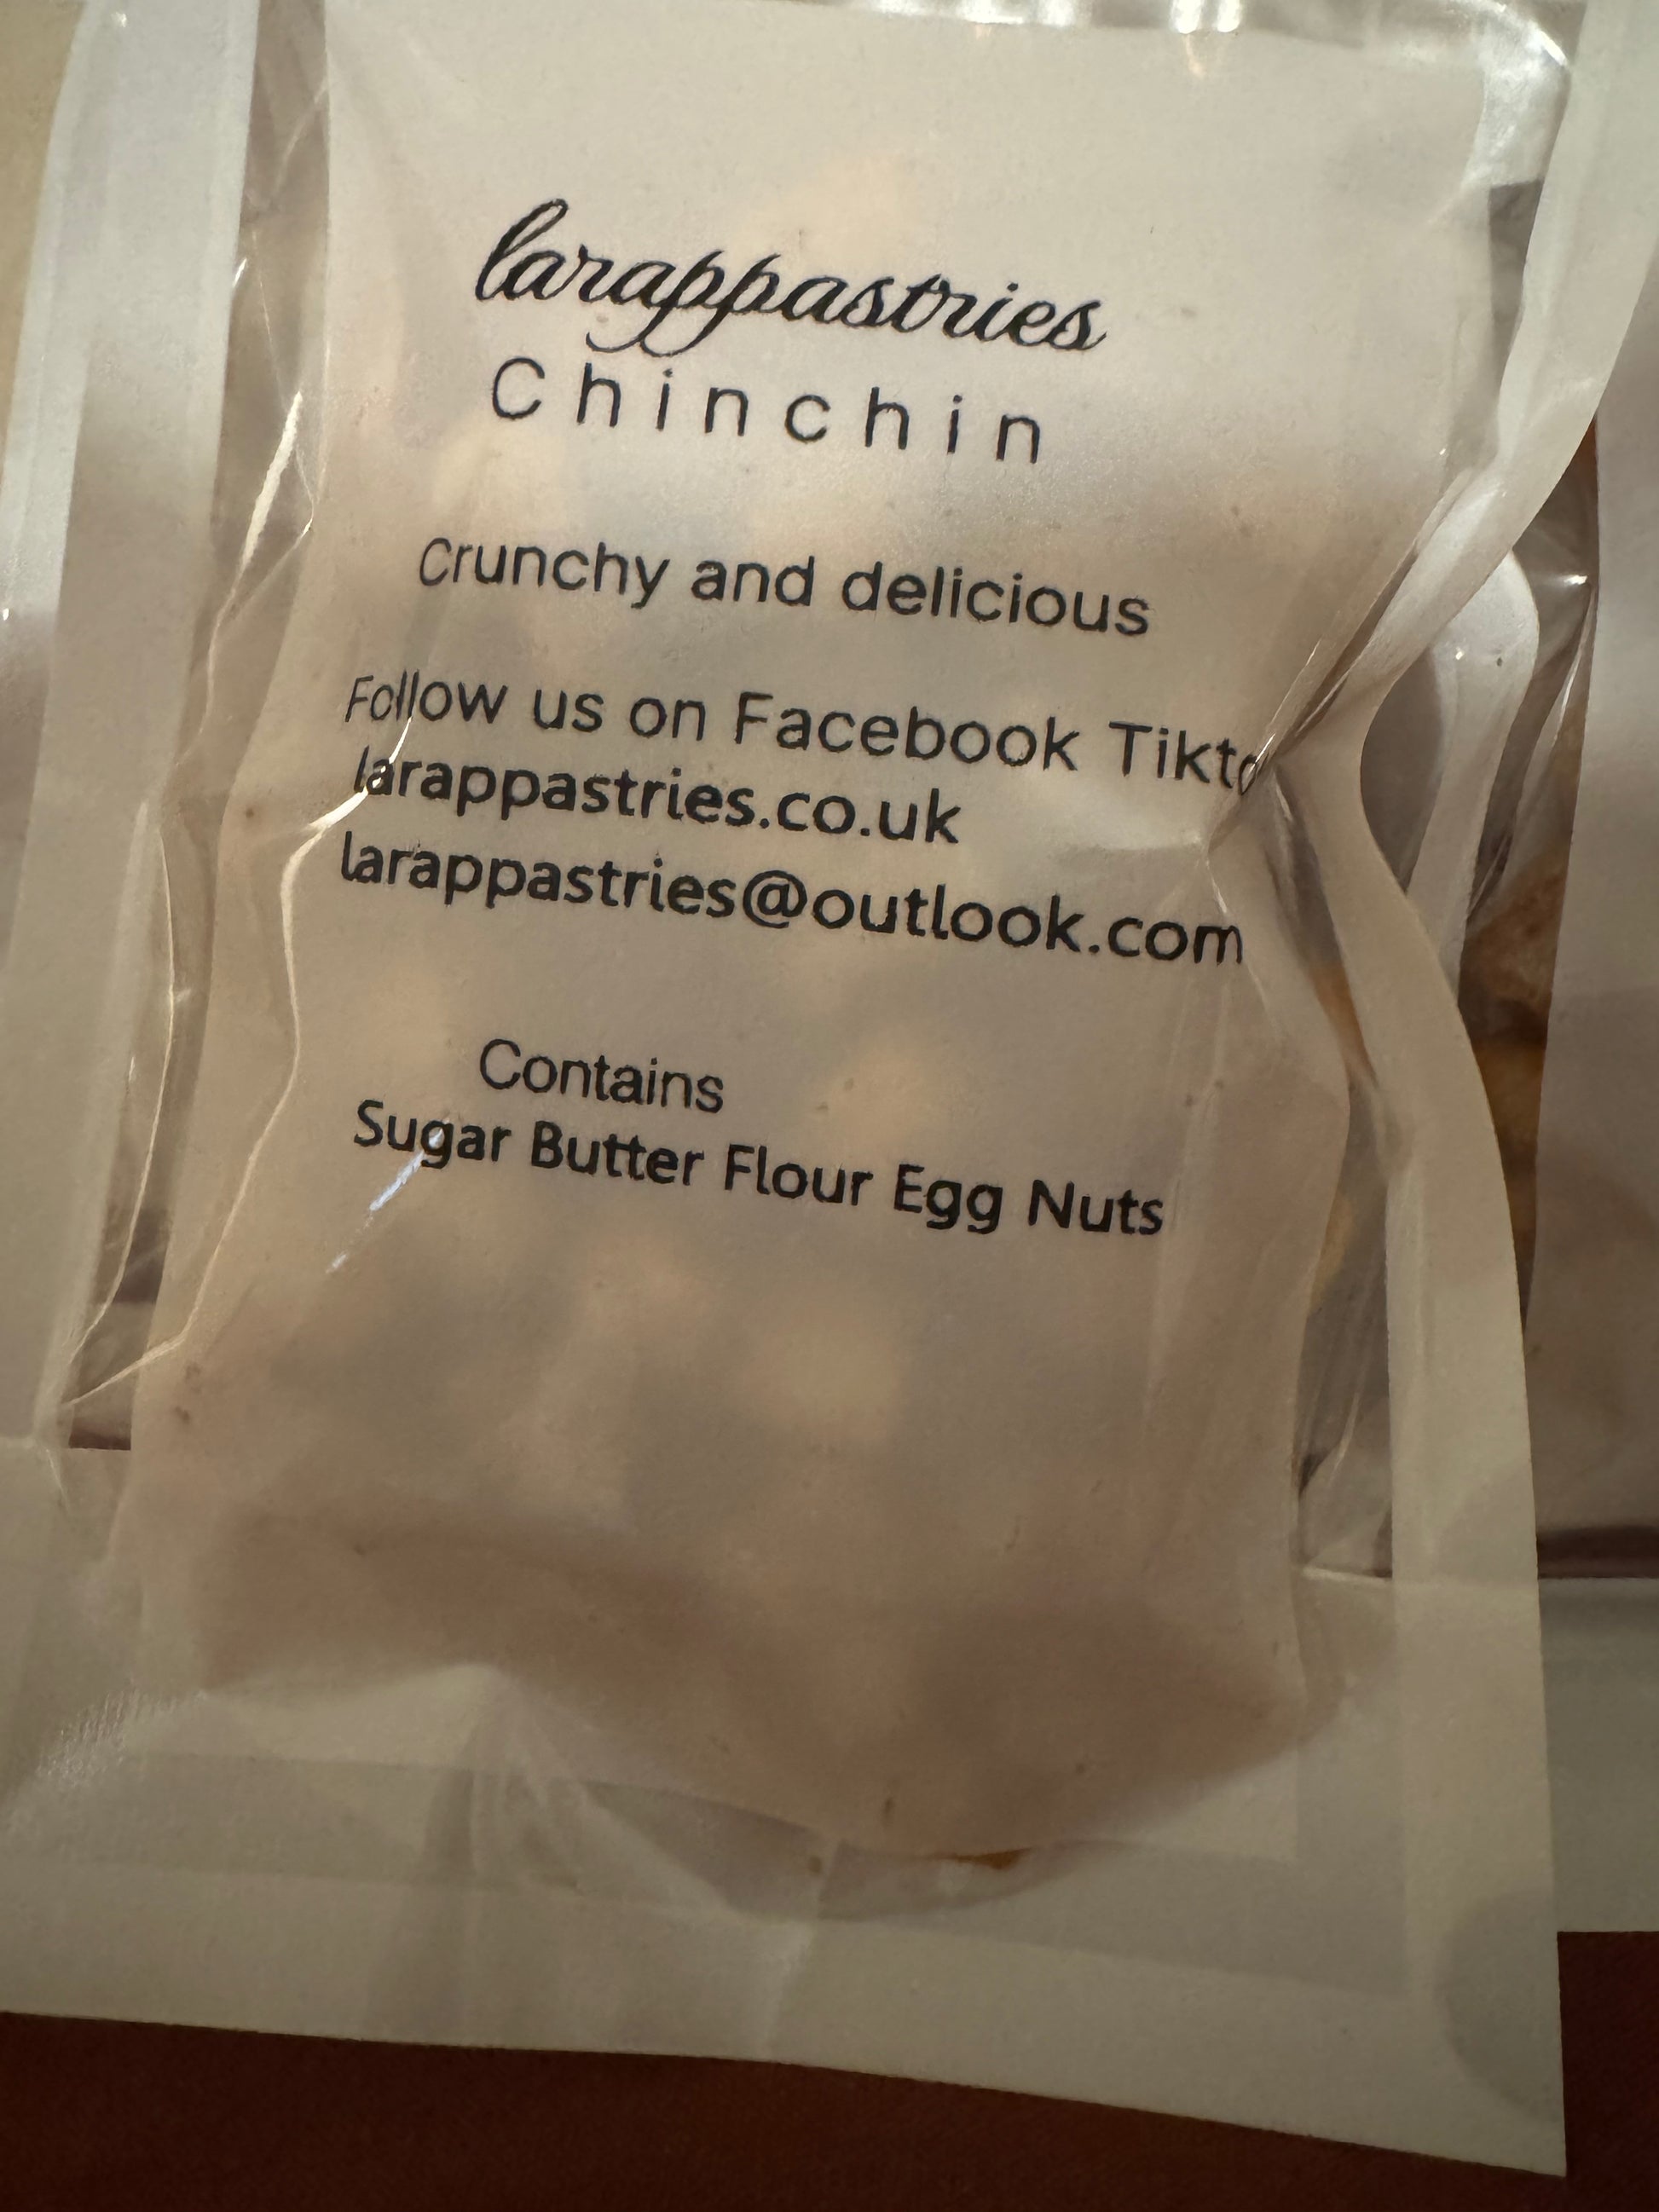 larappastries
Chinchin
Crunchy and delicious
Follow us on Facebook Tikto
larappastries.co.uk
larappastries@outlook.com
Contains
Sugar Butter Flour Egg Nuts